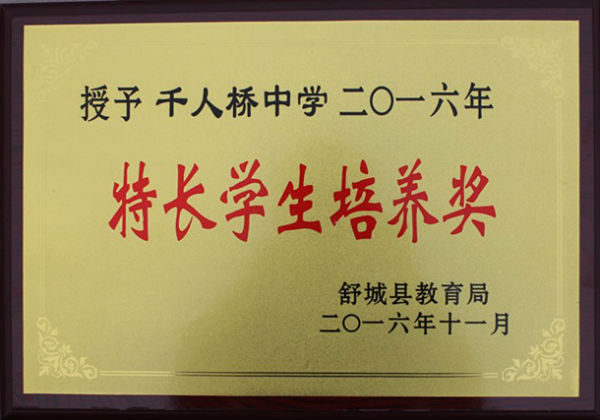 授予 千人桥中学 二〇一六年
特长学生培养奖
舒城县教育局
二〇一六年十一月